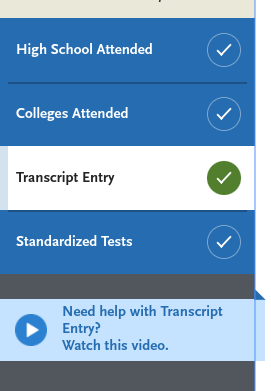 High School Attended
Colleges Attended
Transcript Entry
Standardized Tests
Need help with Transcript
Entry?
Watch this video.